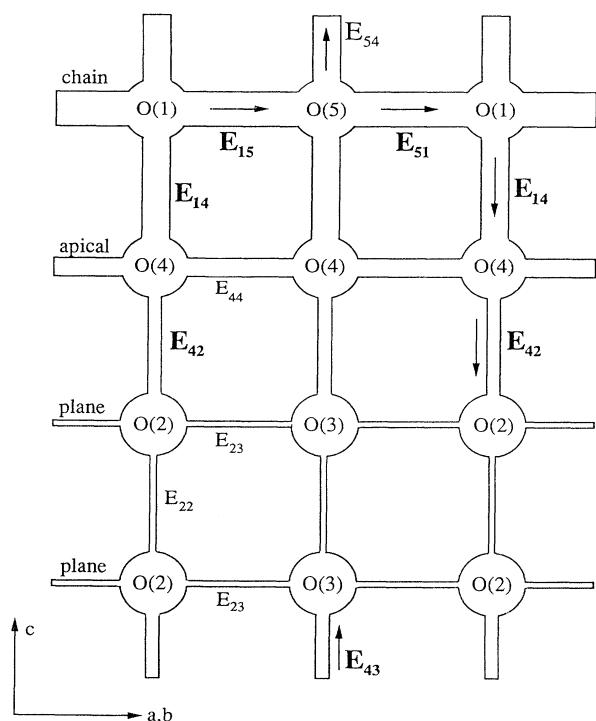 E₅₄
chain
O(1) O(5) O(1)
E₁₅ E₅₁
E₁₄ E₁₄
apical
O(4) O(4) O(4)
E₄₄
E₄₂ E₄₂
plane
O(2) O(3) O(2)
E₂₃
E₂₂
plane
O(2) O(3) O(2)
E₂₃
c
E₄₃
a,b